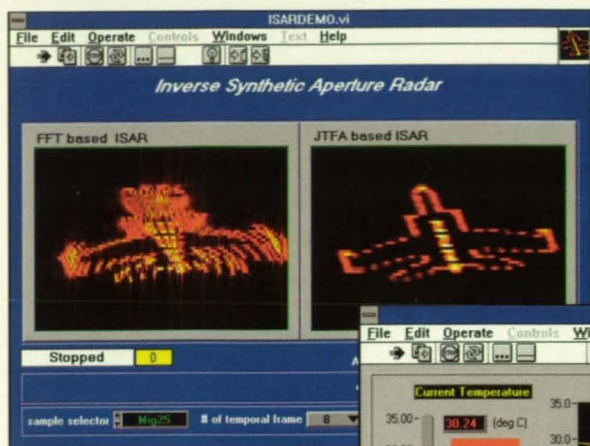 ISARDEMO.vi
File Edit Operate Controls Windows Text Help
Inverse Synthetic Aperture Radar
FFT based ISAR
JTFA based ISAR
Stopped 0
sample selector Mig25 # of temporal frame 8
File Edit Operate Controls
Current Temperature
35.00 30.24 (deg C)
35.0
30.0